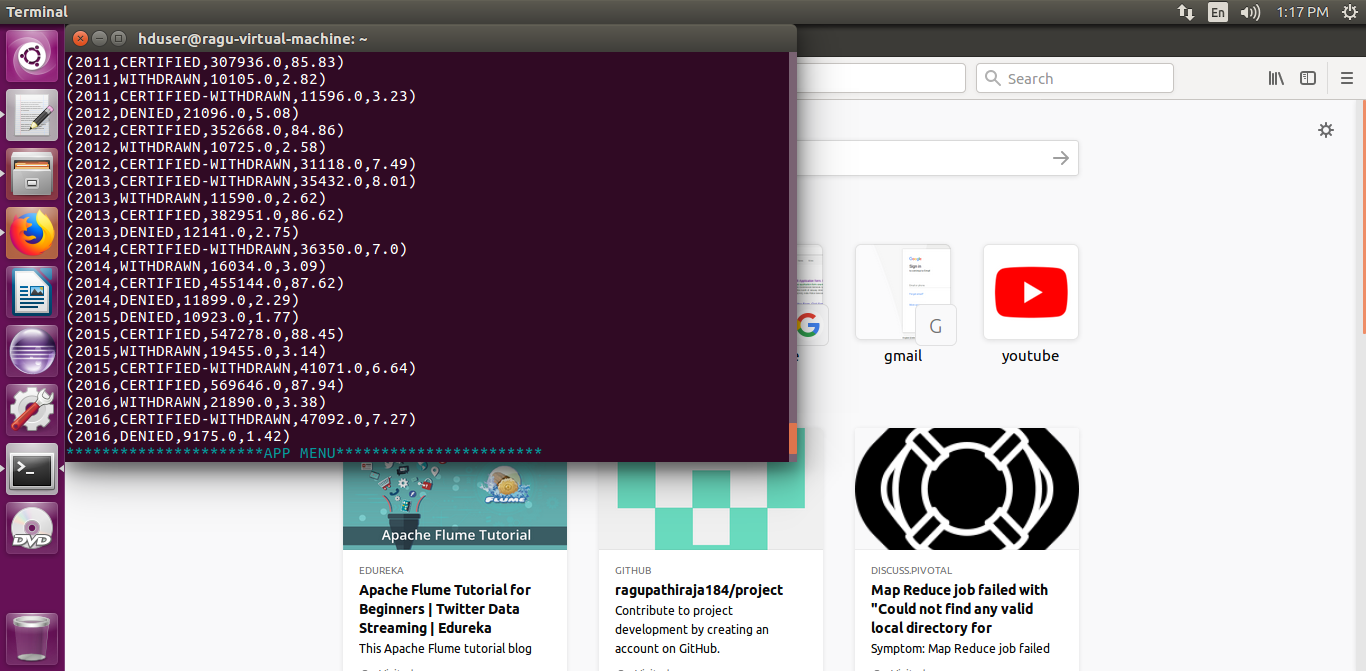 Terminal
En
1:17 PM
hduser@ragu-virtual-machine: ~
(2011,CERTIFIED,307936.0,85.83)
(2011,WITHDRAWN,10105.0,2.82)
(2011,CERTIFIED-WITHDRAWN,11596.0,3.23)
(2012,DENIED,21096.0,5.08)
(2012,CERTIFIED,352668.0,84.86)
(2012,WITHDRAWN,10725.0,2.58)
(2012,CERTIFIED-WITHDRAWN,31118.0,7.49)
(2013,CERTIFIED-WITHDRAWN,35432.0,8.01)
(2013,WITHDRAWN,11590.0,2.62)
(2013,CERTIFIED,382951.0,86.62)
(2013,DENIED,12141.0,2.75)
(2014,CERTIFIED-WITHDRAWN,36350.0,7.0)
(2014,WITHDRAWN,16034.0,3.09)
(2014,CERTIFIED,455144.0,87.62)
(2014,DENIED,11899.0,2.29)
(2015,DENIED,10923.0,1.77)
(2015,CERTIFIED,547278.0,88.45)
(2015,WITHDRAWN,19455.0,3.14)
(2015,CERTIFIED-WITHDRAWN,41071.0,6.64)
(2016,CERTIFIED,569646.0,87.94)
(2016,WITHDRAWN,21890.0,3.38)
(2016,CERTIFIED-WITHDRAWN,47092.0,7.27)
(2016,DENIED,9175.0,1.42)
**********************APP MENU***********************
Search
Google
Sign in
G
G
gmail
youtube
DVD
FLUME
Apache Flume Tutorial
EDUREKA
Apache Flume Tutorial for
Beginners | Twitter Data
Streaming | Edureka
This Apache Flume tutorial blog
GITHUB
ragupathiraja184/project
Contribute to project
development by creating an
account on GitHub.
DISCUSS.PIVOTAL
Map Reduce job failed with
"Could not find any valid
local directory for
Symptom: Map Reduce job failed